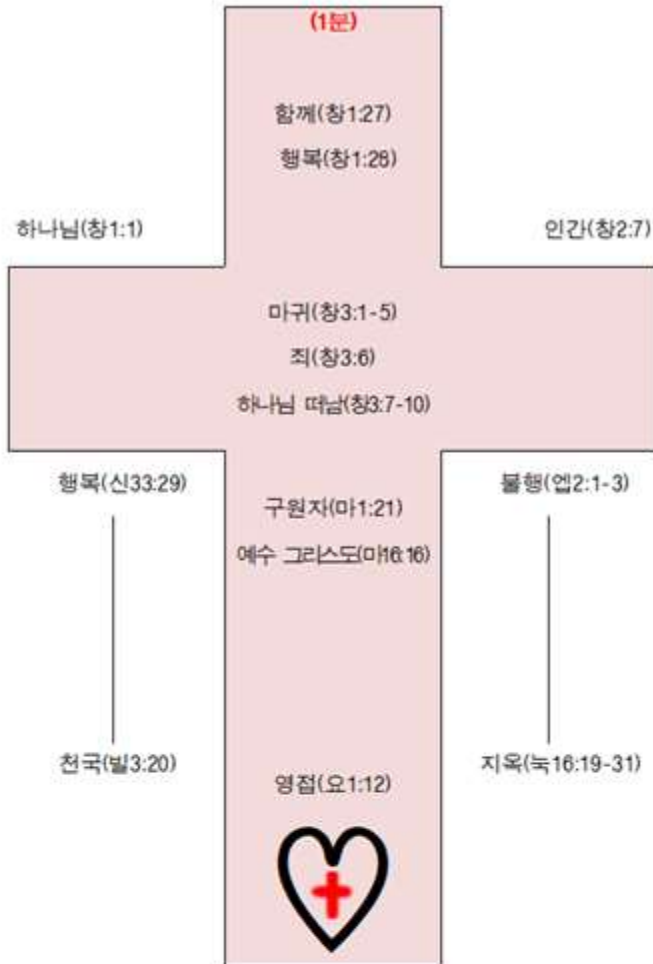 (1분)
함께(창1:27)
행복(창1:28)
하나님(창1:1)
인간(창2:7)
마귀(창3:1-5)
죄(창3:6)
하나님 떠남(창3:7-10)
행복(신33:29)
불행(엡2:1-3)
구원자(마1:21)
예수 그리스도(마16:16)
천국(빌3:20)
지옥(눅16:19-31)
영접(요1:12)